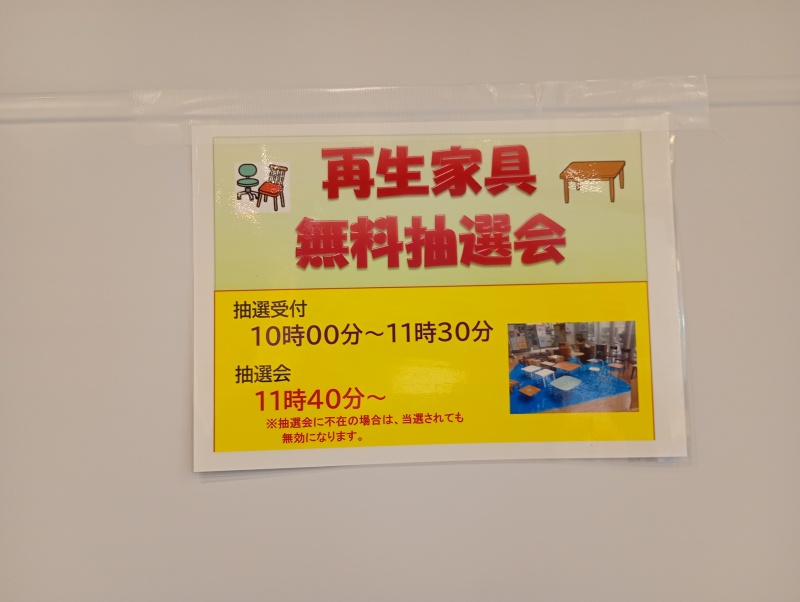 再生家具
無料抽選会
抽選受付
10時00分～11時30分
抽選会
11時40分～
※抽選会に不在の場合は、当選されても
無効になります。